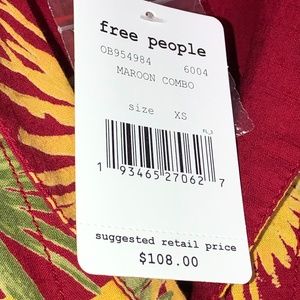 free people
OB954984 6004
MAROON COMBO
size XS
1 93465 27062 7
suggested retail price
$108.00